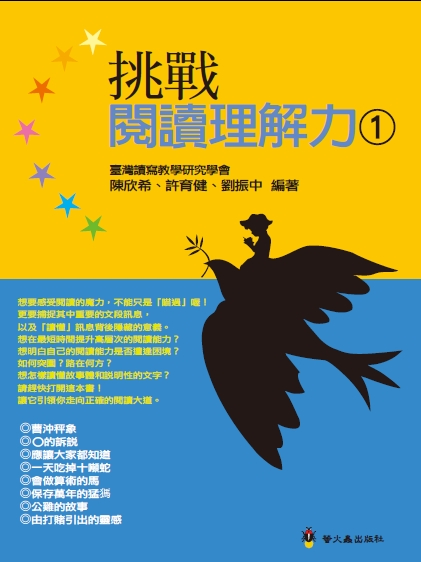 挑戰
閱讀理解力①
臺灣讀寫教學研究學會
陳欣希、許育健、劉振中 編著
想要感受閱讀的魔力，不能只是「瞄過」喔！
更要捕捉其中重要的文段訊息，
以及「讀懂」訊息背後隱藏的意義。
想在最短時間提升高層次的閱讀能力？
想明白自己的閱讀能力是否遭逢困境？
如何突圍？路在何方？
想怎樣讀懂故事體和說明性的文字？
請趕快打開這本書！
讓它引領你走向正確的閱讀大道。
◎曹沖秤象
◎〇的訴說
◎應讓大家都知道
◎一天吃掉十噸蛇
◎會做算術的馬
◎保存萬年的猛獁
◎公雞的故事
◎由打賭引出的靈感
螢火蟲出版社